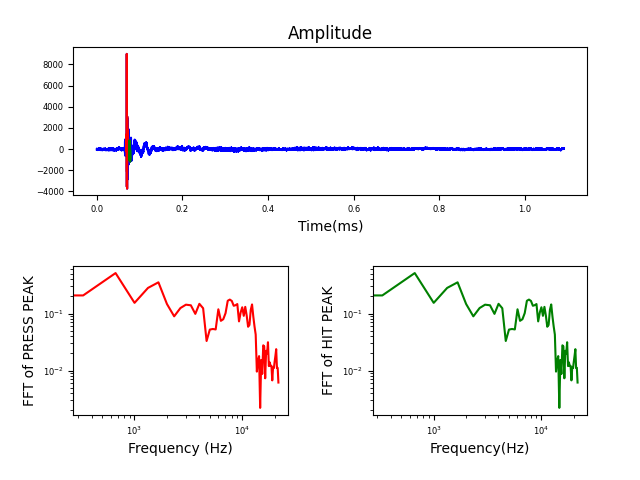 Amplitude
8000
6000
4000
2000
0
−2000
−4000
0.0 0.2 0.4 0.6 0.8 1.0
Time(ms)
FFT of PRESS PEAK
10⁻¹
10⁻²
10³ 10⁴
Frequency (Hz)
FFT of HIT PEAK
10⁻¹
10⁻²
10³ 10⁴
Frequency(Hz)